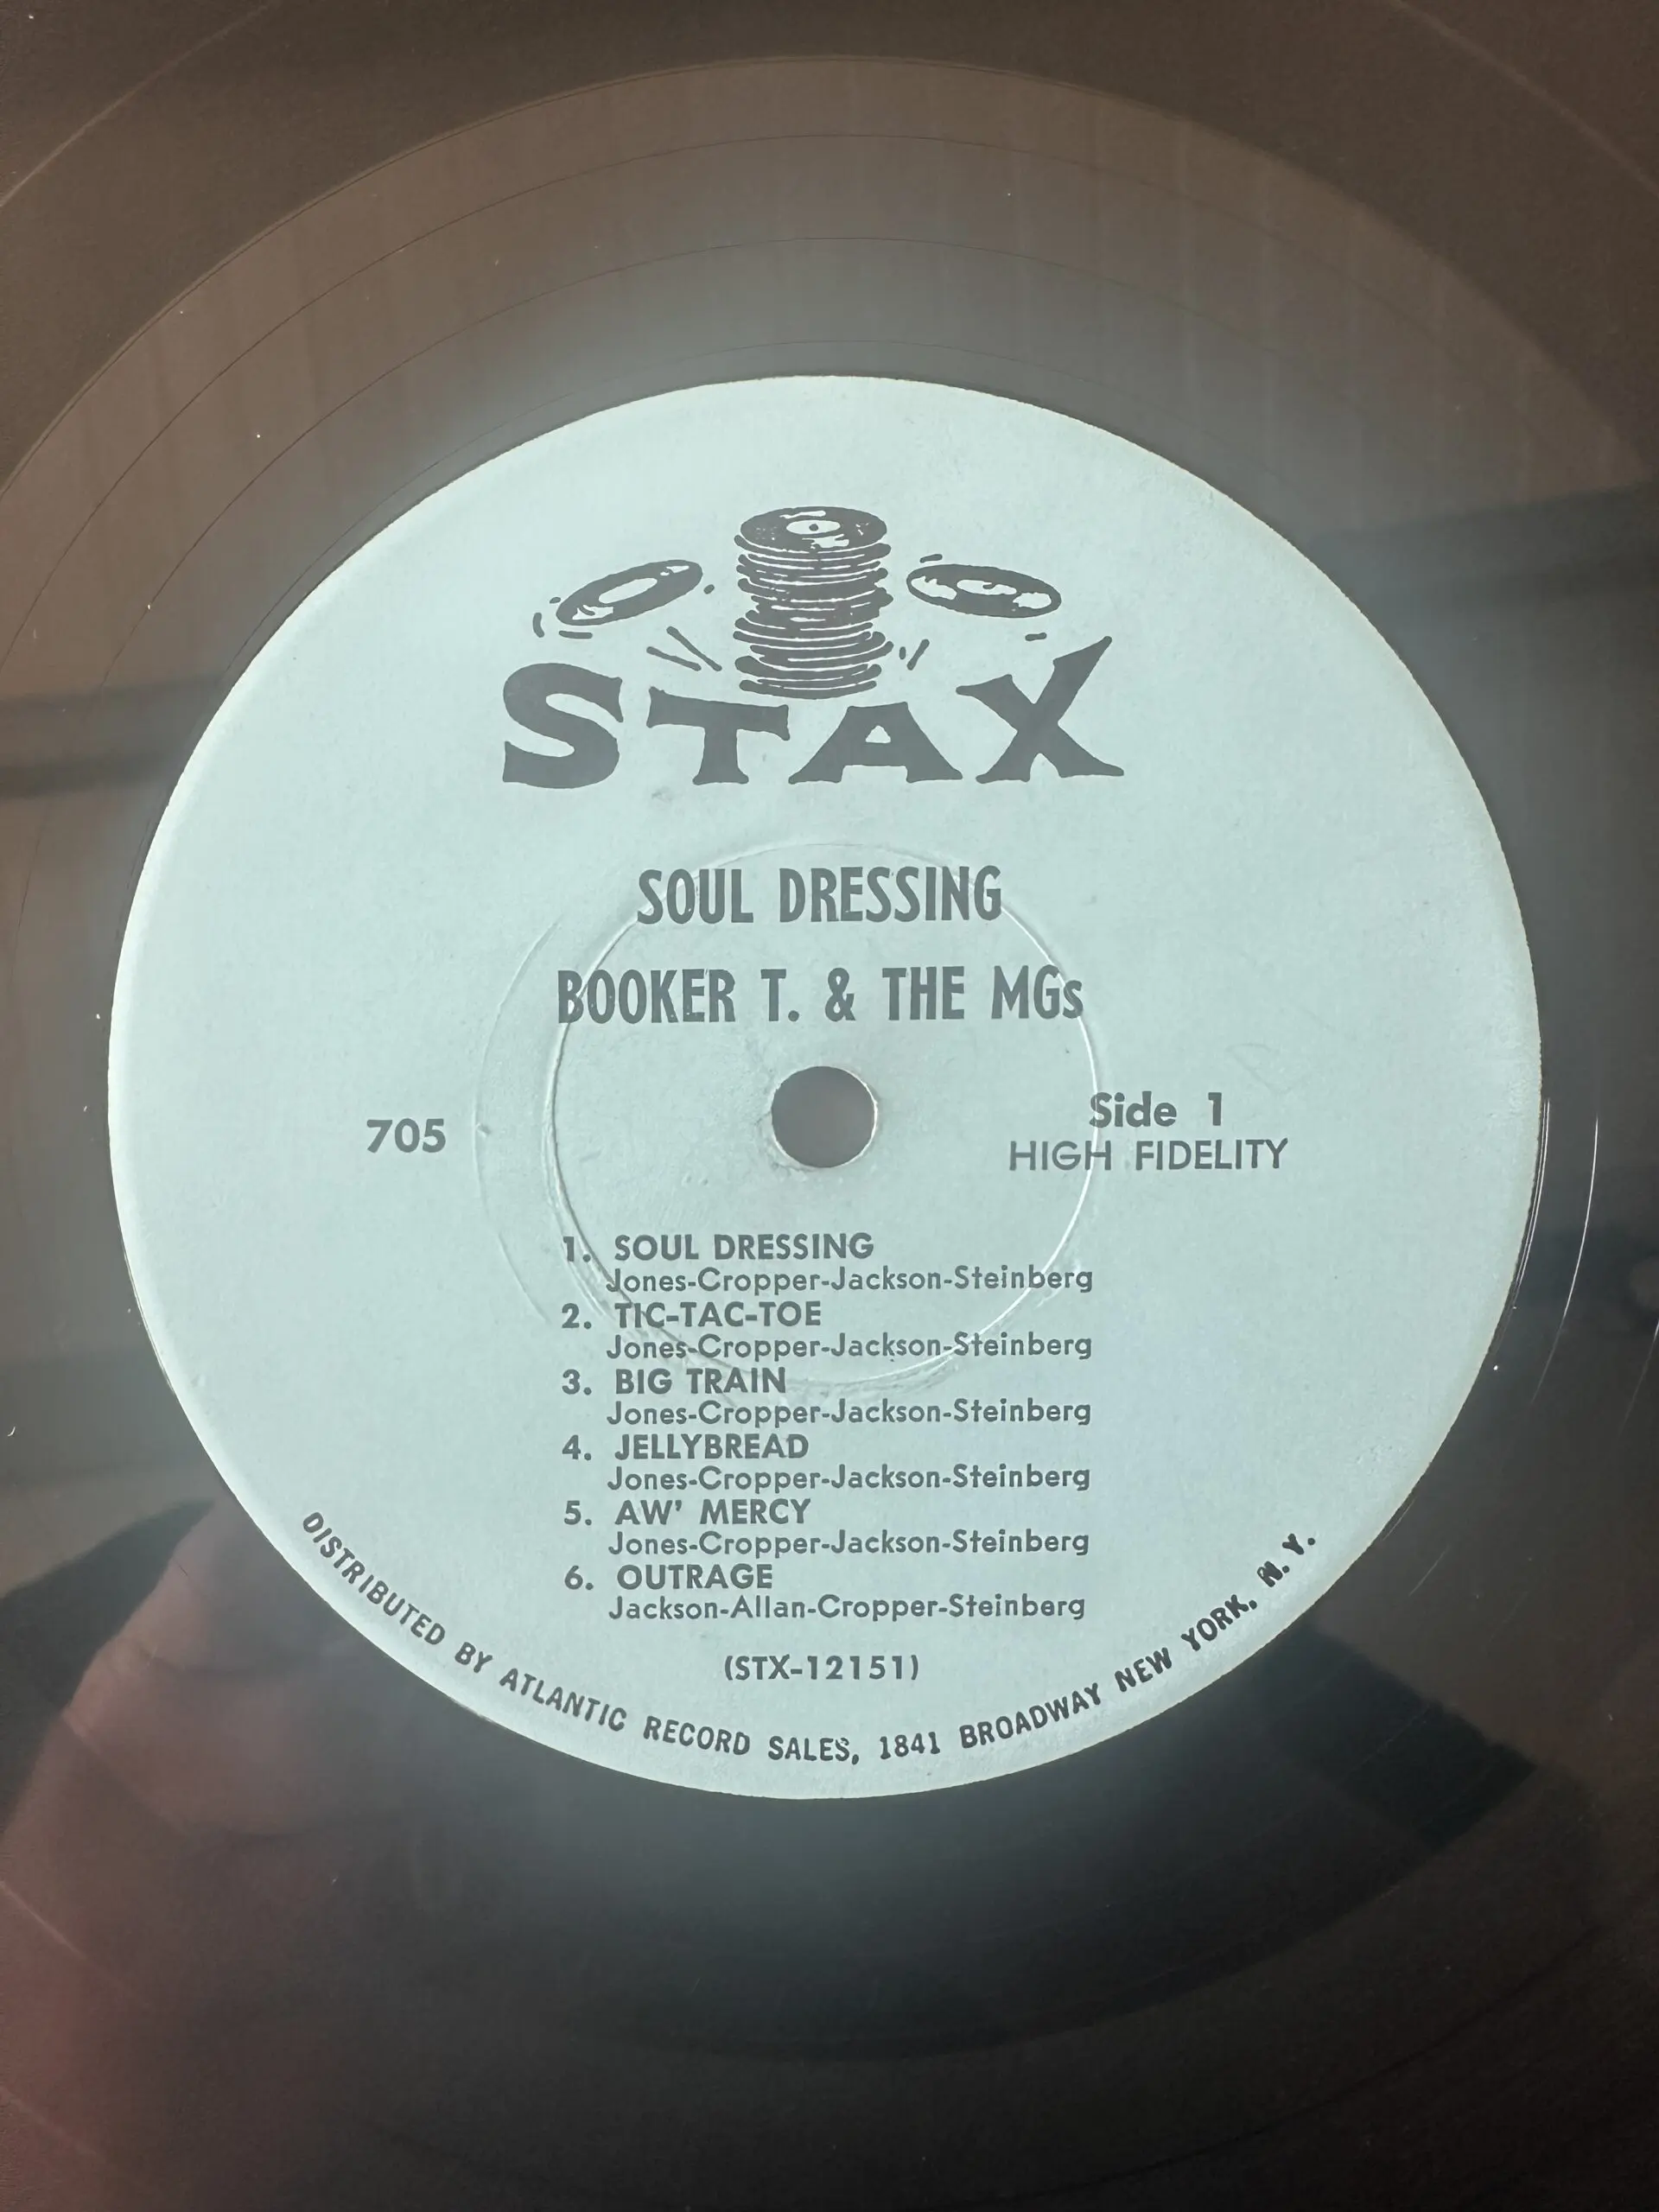 STAX
SOUL DRESSING
BOOKER T. & THE MGs
705
Side 1
HIGH FIDELITY
1. SOUL DRESSING
Jones-Cropper-Jackson-Steinberg
2. TIC-TAC-TOE
Jones-Cropper-Jackson-Steinberg
3. BIG TRAIN
Jones-Cropper-Jackson-Steinberg
4. JELLYBREAD
Jones-Cropper-Jackson-Steinberg
5. AW' MERCY
Jones-Cropper-Jackson-Steinberg
6. OUTRAGE
Jackson-Allan-Cropper-Steinberg
(STX-12151)
DISTRIBUTED BY ATLANTIC RECORD SALES, 1841 BROADWAY NEW YORK, N.Y.